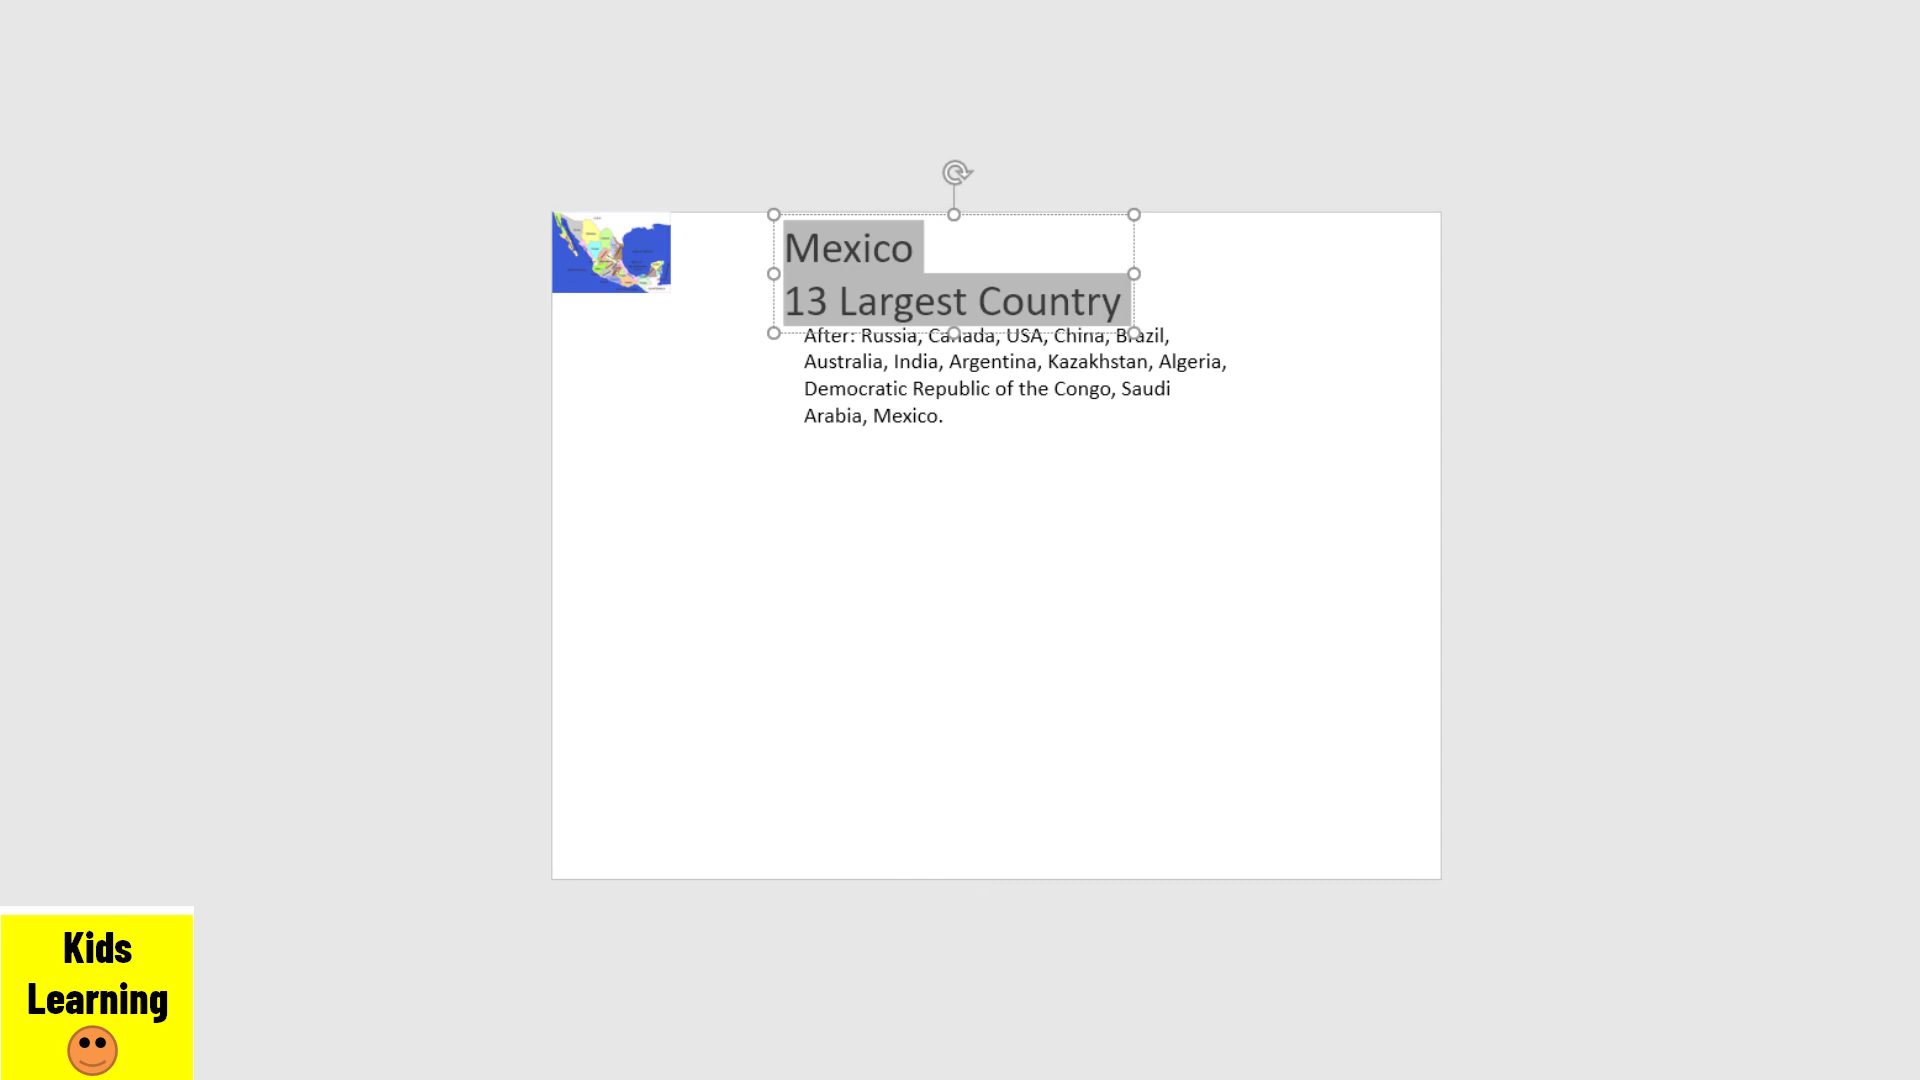 Mexico
13 Largest Country
After: Russia, Canada, USA, China, Brazil,
Australia, India, Argentina, Kazakhstan, Algeria,
Democratic Republic of the Congo, Saudi
Arabia, Mexico.
Kids
Learning